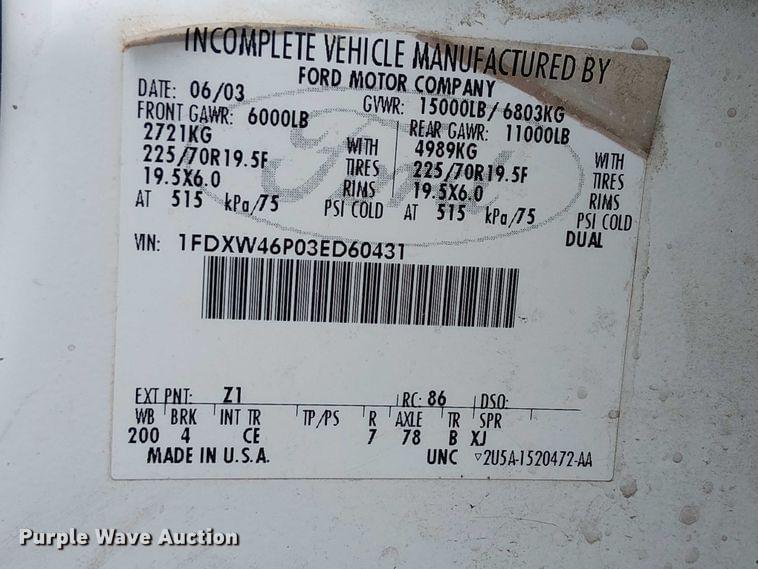 INCOMPLETE VEHICLE MANUFACTURED BY
FORD MOTOR COMPANY
DATE: 06/03 GVWR: 15000LB / 6803KG
FRONT GAWR: 6000LB REAR GAWR: 11000LB
2721KG WITH 4989KG WITH
225/70R19.5F TIRES 225/70R19.5F TIRES
19.5X6.0 RIMS 19.5X6.0 RIMS
AT 515 kPa/75 PSI COLD AT 515 kPa/75 PSI COLD
DUAL
VIN: 1FDXW46P03ED60431
EXT PNT: Z1 RC: 86 DSO:
WB BRK INT TR TP/PS R AXLE TR SPR
200 4 CE 7 78 B XJ
MADE IN U.S.A. UNC ▽2U5A-1520472-AA
Ford
Purple Wave Auction